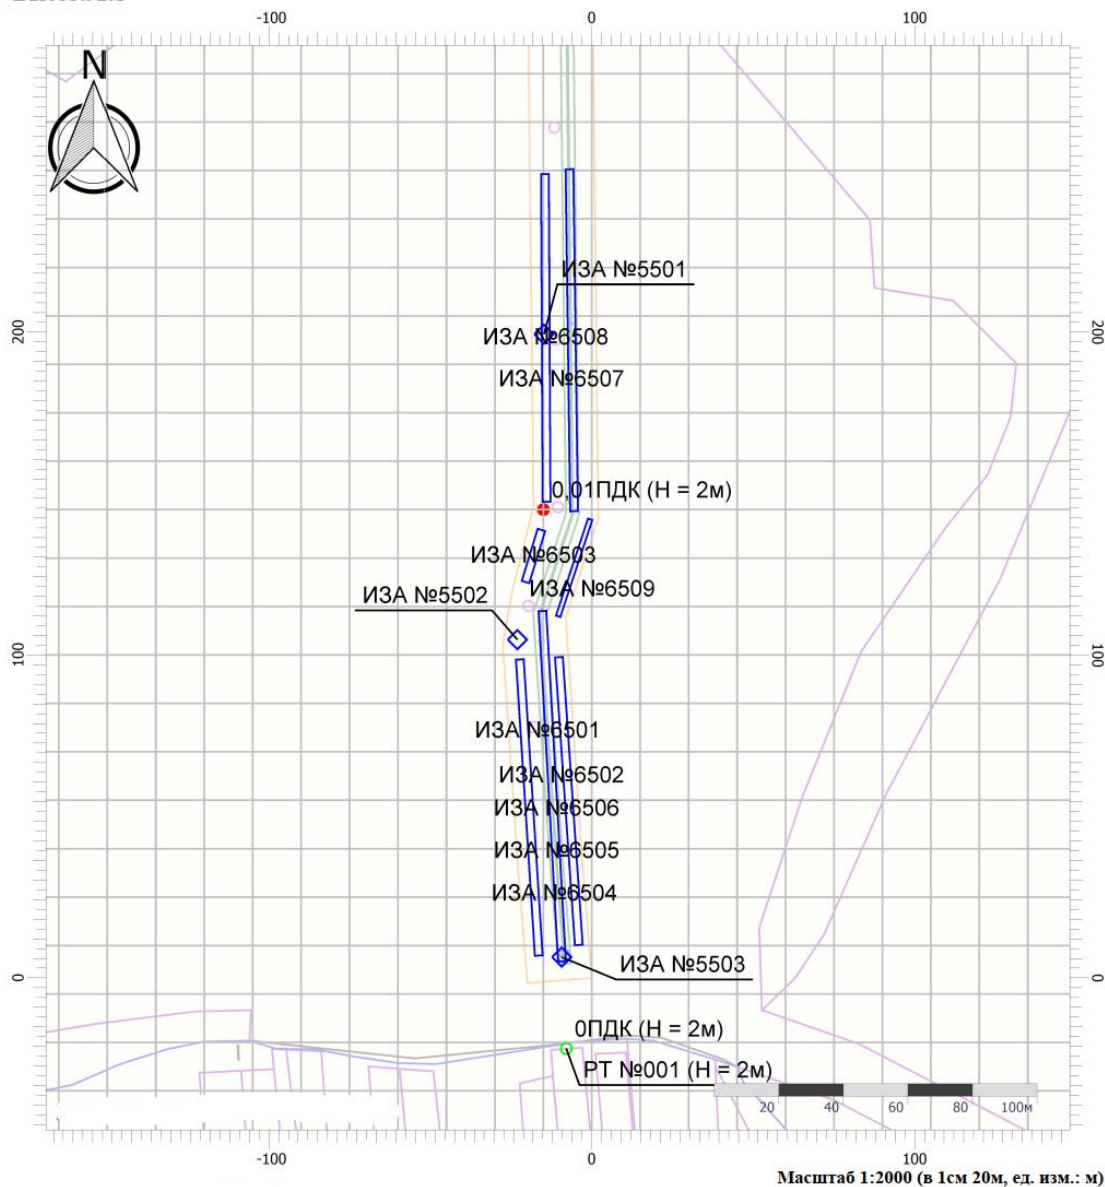 -100 0 100
N
ИЗА №5501
200 200
ИЗА №6508
ИЗА №6507
0,01ПДК (Н = 2м)
ИЗА №6503
ИЗА №6509
ИЗА №5502
100 100
ИЗА №6501
ИЗА №6502
ИЗА №6506
ИЗА №6505
ИЗА №6504
ИЗА №5503
0 0
0ПДК (Н = 2м)
РТ №001 (Н = 2м)
20 40 60 80 100м
-100 0 100
Масштаб 1:2000 (в 1см 20м, ед. изм.: м)